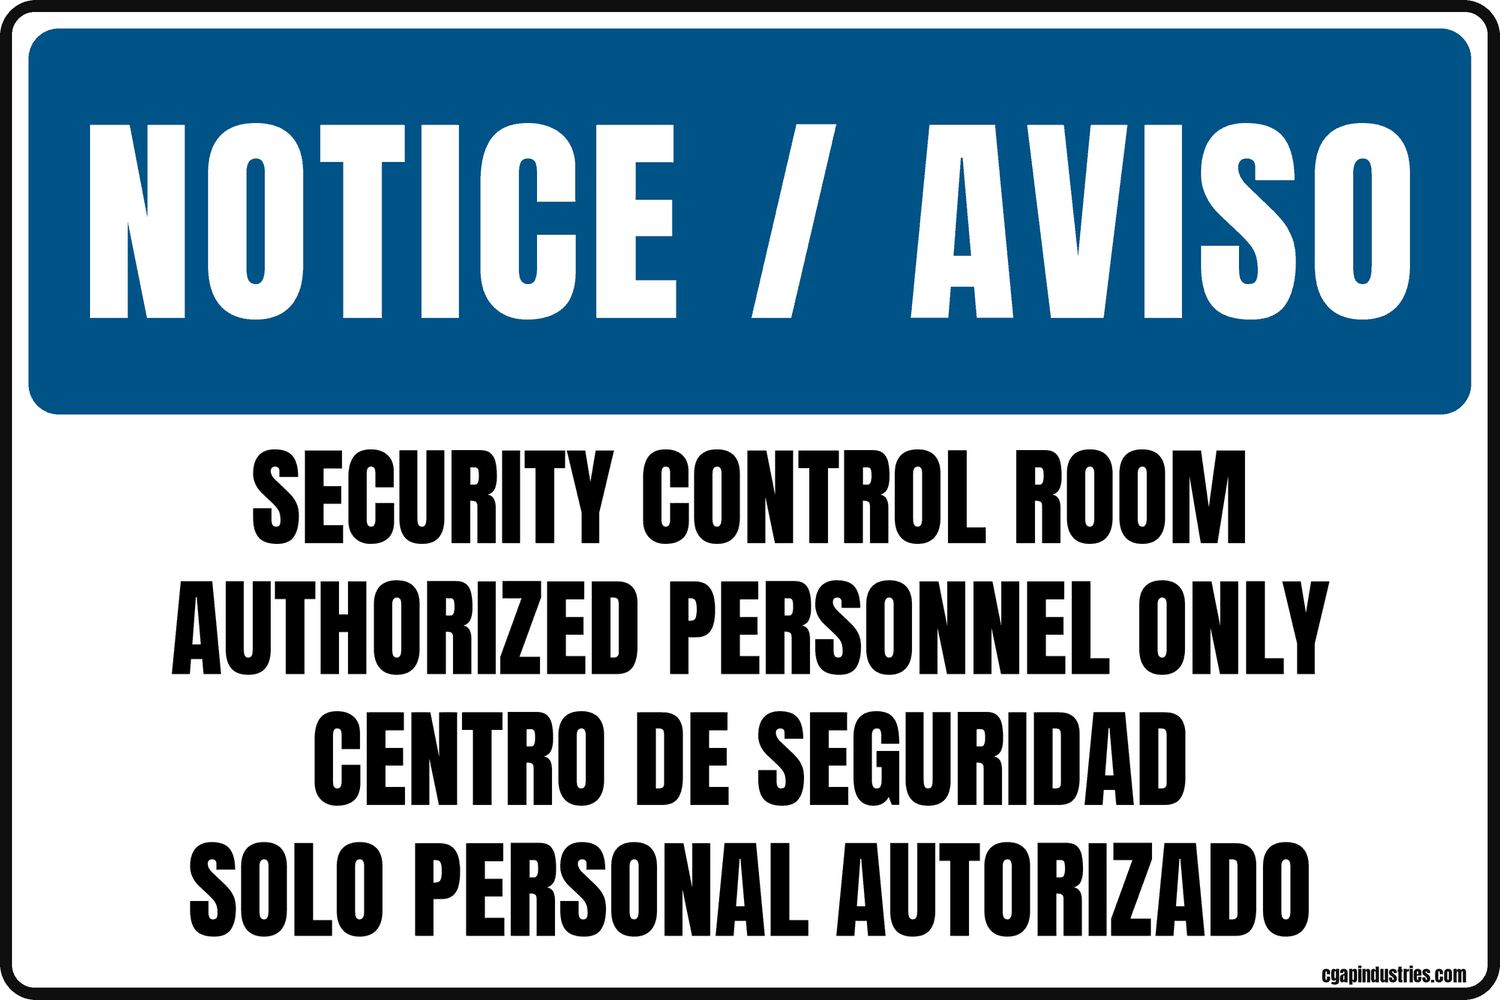 NOTICE / AVISO
SECURITY CONTROL ROOM
AUTHORIZED PERSONNEL ONLY
CENTRO DE SEGURIDAD
SOLO PERSONAL AUTORIZADO
cgapindustries.com